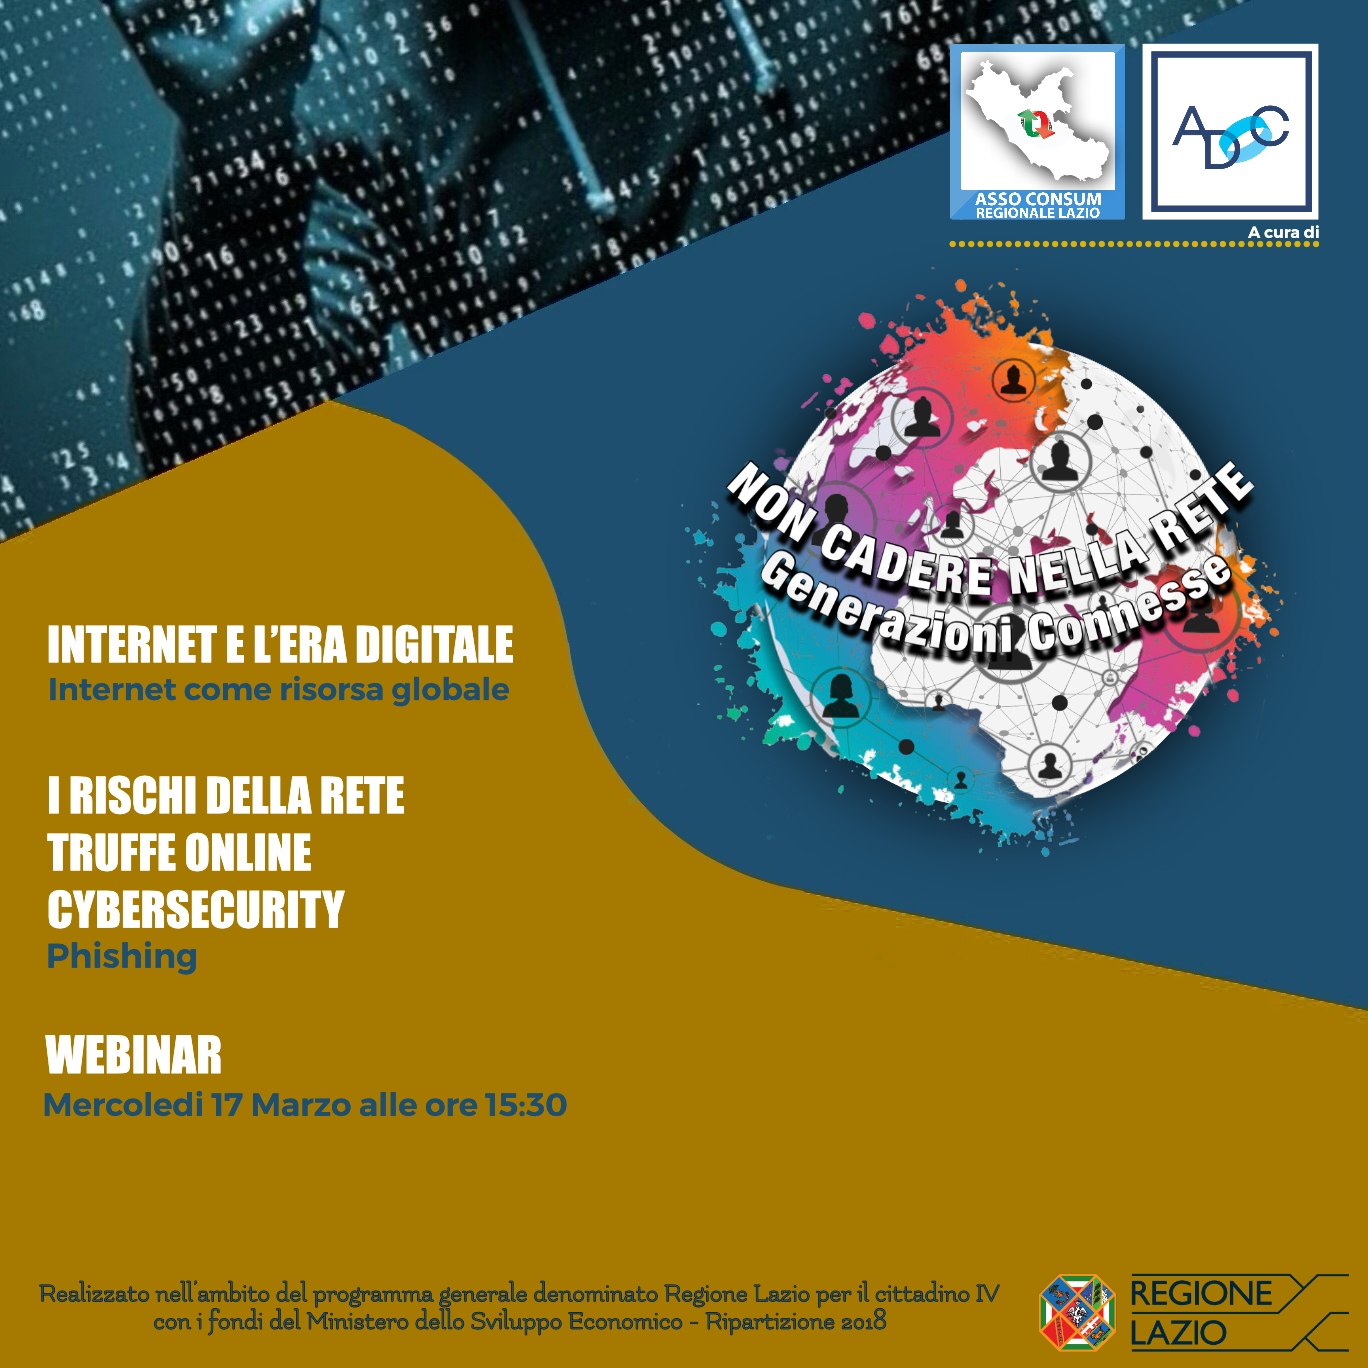 ASSO CONSUM
REGIONALE LAZIO
ADOC
A cura di
NON CADERE NELLA RETE
Generazioni Connesse
INTERNET E L'ERA DIGITALE
Internet come risorsa globale
I RISCHI DELLA RETE
TRUFFE ONLINE
CYBERSECURITY
Phishing
WEBINAR
Mercoledi 17 Marzo alle ore 15:30
Realizzato nell'ambito del programma generale denominato Regione Lazio per il cittadino IV
con i fondi del Ministero dello Sviluppo Economico - Ripartizione 2018
REGIONE
LAZIO